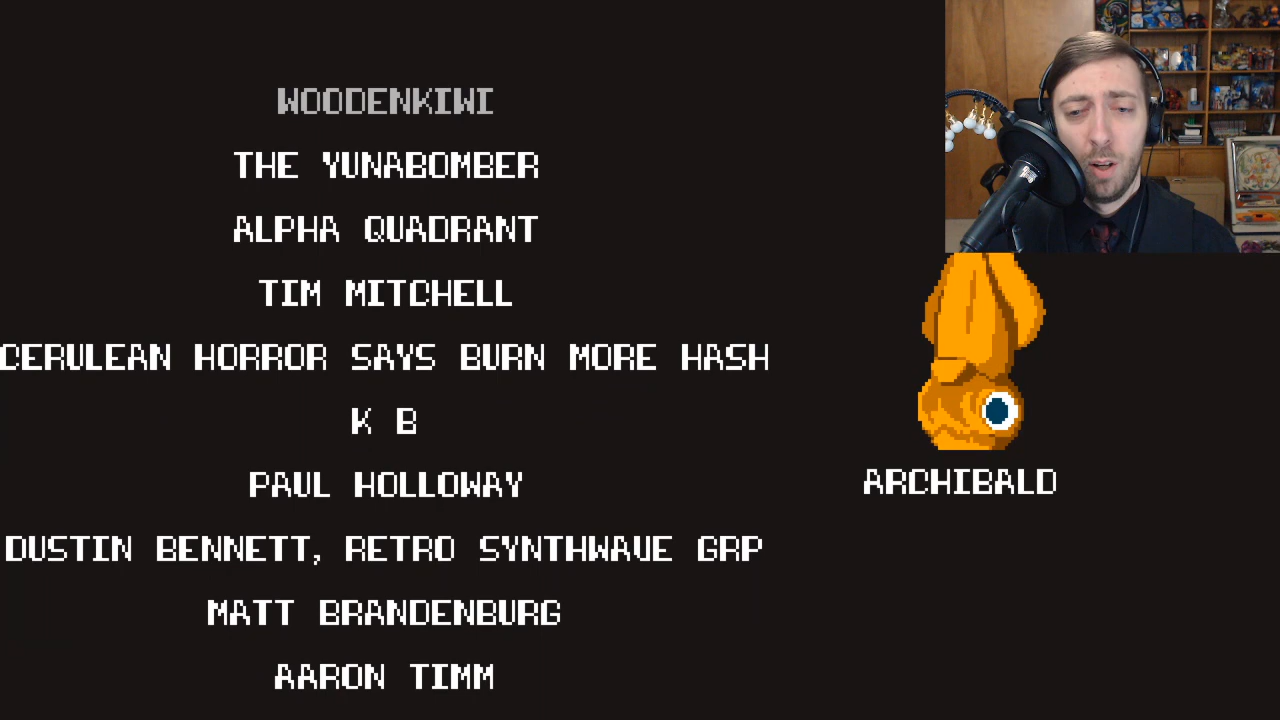 WOODENKIWI
THE YUNABOMBER
ALPHA QUADRANT
TIM MITCHELL
CERULEAN HORROR SAYS BURN MORE HASH
K B
PAUL HOLLOWAY
ARCHIBALD
DUSTIN BENNETT, RETRO SYNTHWAVE GRP
MATT BRANDENBURG
AARON TIMM